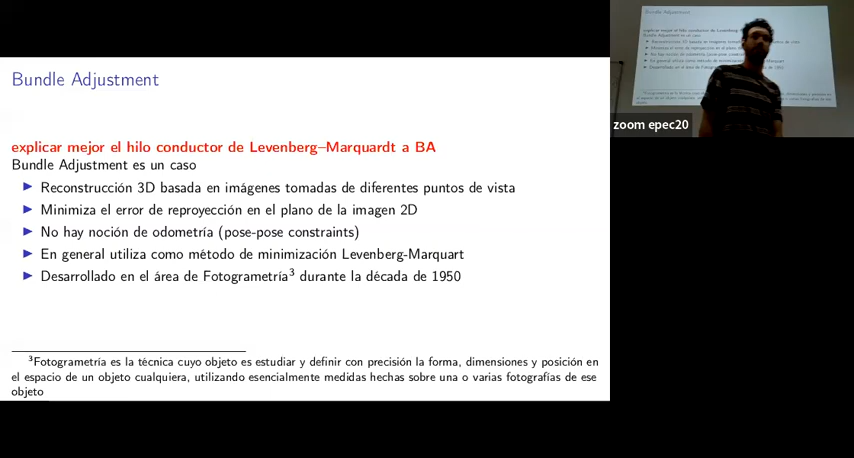 Bundle Adjustment
explicar mejor el hilo conductor de Levenberg–Marquardt a BA
Bundle Adjustment es un caso
Reconstrucción 3D basada en imágenes tomadas de diferentes puntos de vista
Minimiza el error de reproyección en el plano de la imagen 2D
No hay noción de odometría (pose-pose constraints)
En general utiliza como método de minimización Levenberg-Marquart
Desarrollado en el área de Fotogrametría³ durante la década de 1950
³Fotogrametría es la técnica cuyo objeto es estudiar y definir con precisión la forma, dimensiones y posición en
el espacio de un objeto cualquiera, utilizando esencialmente medidas hechas sobre una o varias fotografías de ese
objeto
Bundle Adjustment
zoom epec20